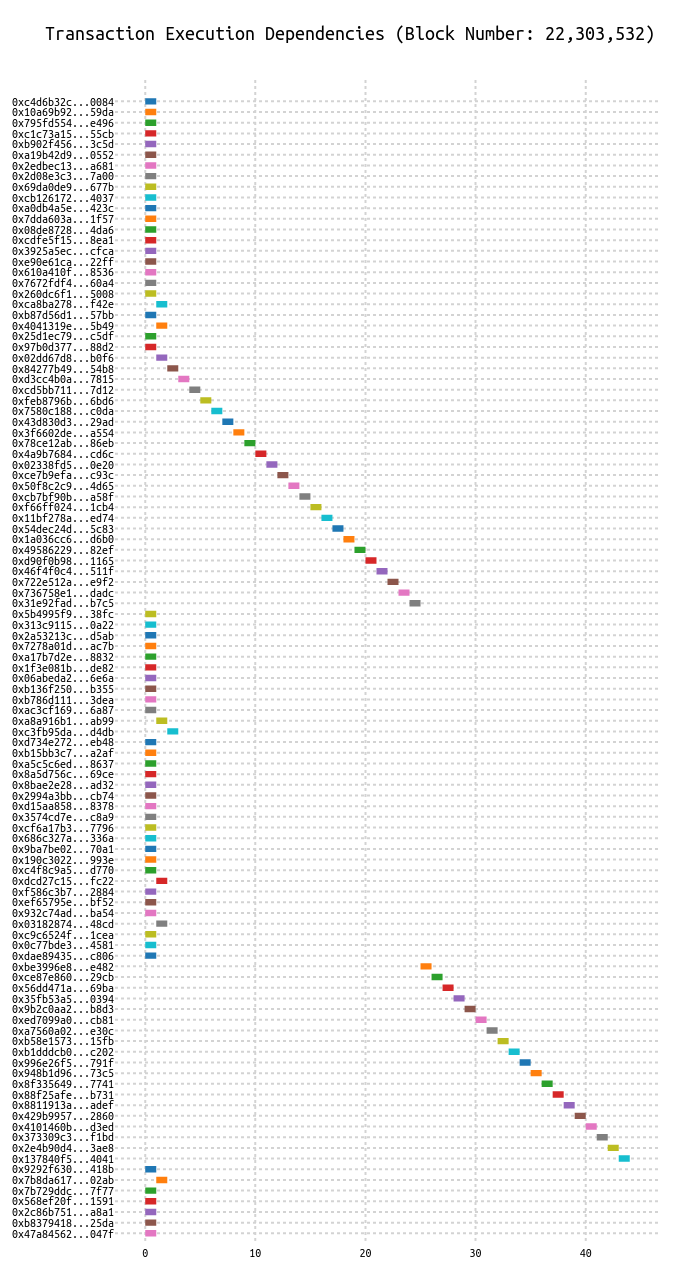 Transaction Execution Dependencies (Block Number: 22,303,532)
0xc4d6b32c...0084
0x10a69b92...59da
0x795fd554...e496
0xc1c73a15...55cb
0xb902f456...3c5d
0xa19b42d9...0552
0x2edbec13...a681
0x2d08e3c3...7a00
0x69da0de9...677b
0xcb126172...4037
0xa0db4a5e...423c
0x7dda603a...1f57
0x08de8728...4da6
0xcdfe5f15...8ea1
0x3925a5ec...cfca
0xe90e61ca...22ff
0x610a410f...8536
0x7672fdf4...60a4
0x260dc6f1...5008
0xca8ba278...f42e
0xb87d56d1...57bb
0x4041319e...5b49
0x25d1ec79...c5df
0x97b0d377...88d2
0x02dd67d8...b0f6
0x84277b49...54b8
0xd3cc4b0a...7815
0xcd5bb711...7d12
0xfeb8796b...6bd6
0x7580c188...c0da
0x43d830d3...29ad
0x3f6602de...a554
0x78ce12ab...86eb
0x4a9b7684...cd6c
0x02338fd5...0e20
0xce7b9efa...c93c
0x50f8c2c9...4d65
0xcb7bf90b...a58f
0xf66ff024...1cb4
0x11bf278a...ed74
0x54dec24d...5c83
0x1a036cc6...d6b0
0x49586229...82ef
0xd90f0b98...1165
0x46f4f0c4...511f
0x722e512a...e9f2
0x736758e1...dadc
0x31e92fad...b7c5
0x5b4995f9...38fc
0x313c9115...0a22
0x2a53213c...d5ab
0x7278a01d...ac7b
0xa17b7d2e...8832
0x1f3e081b...de82
0x06abeda2...6e6a
0xb136f250...b355
0xb786d111...3dea
0xac3cf169...6a87
0xa8a916b1...ab99
0xc3fb95da...d4db
0xd734e272...eb48
0xb15bb3c7...a2af
0xa5c5c6ed...8637
0x8a5d756c...69ce
0x8bae2e28...ad32
0x2994a3bb...cb74
0xd15aa858...8378
0x3574cd7e...c8a9
0xcf6a17b3...7796
0x686c327a...336a
0x9ba7be02...70a1
0x190c3022...993e
0xc4f8c9a5...d770
0xdcd27c15...fc22
0xf586c3b7...2884
0xef65795e...bf52
0x932c74ad...ba54
0x03182874...48cd
0xc9c6524f...1cea
0x0c77bde3...4581
0xdae89435...c806
0xbe3996e8...e482
0xce87e860...29cb
0x56dd471a...69ba
0x35fb53a5...0394
0x9b2c0aa2...b8d3
0xed7099a0...cb81
0xa7560a02...e30c
0xb58e1573...15fb
0xb1dddcb0...c202
0x996e26f5...791f
0x948b1d96...73c5
0x8f335649...7741
0x88f25afe...b731
0x8811913a...adef
0x429b9957...2860
0x4101460b...d3ed
0x373309c3...f1bd
0x2e4b90d4...3ae8
0x137840f5...4041
0x9292f630...418b
0x7b8da617...02ab
0x7b729ddc...7f77
0x568ef20f...1591
0x2c86b751...a8a1
0xb8379418...25da
0x47a84562...047f
0 10 20 30 40